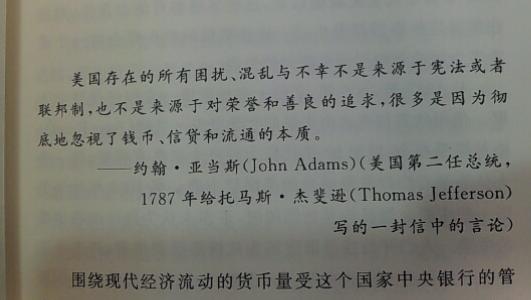 美国存在的所有困扰、混乱与不幸不是来源于宪法或者
联邦制,也不是来源于对荣誉和善良的追求,很多是因为彻
底地忽视了钱币、信贷和流通的本质。
——约翰·亚当斯(John Adams)(美国第二任总统,
1787 年给托马斯·杰斐逊(Thomas Jefferson)
写的一封信中的言论)
围绕现代经济流动的货币量受这个国家中央银行的管